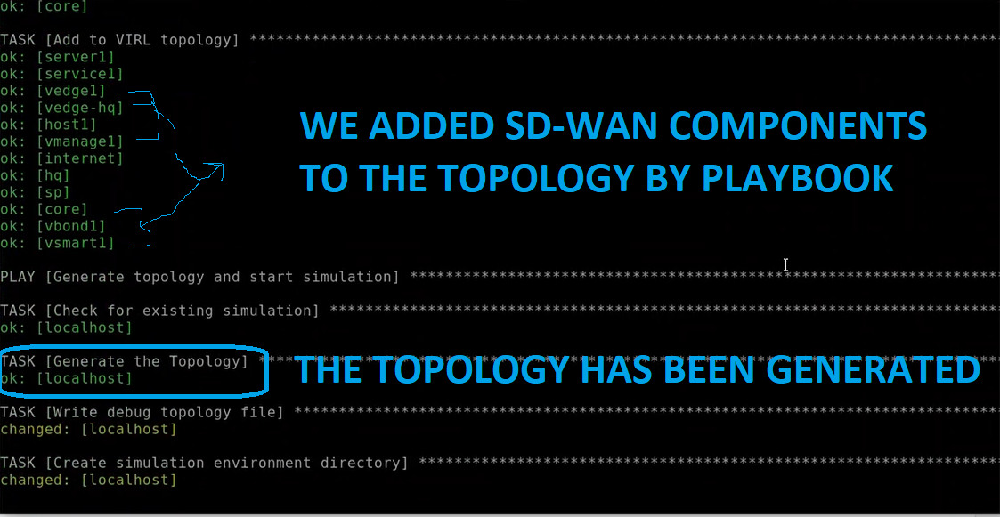 ok: [core]
TASK [Add to VIRL topology] ************************************************************************************
ok: [server1]
ok: [service1]
ok: [vedge1]
ok: [vedge-hq]
ok: [host1]
ok: [vmanage1]
ok: [internet]
ok: [hq]
ok: [sp]
ok: [core]
ok: [vbond1]
ok: [vsmart1]
WE ADDED SD-WAN COMPONENTS
TO THE TOPOLOGY BY PLAYBOOK
PLAY [Generate topology and start simulation] ******************************************************************
TASK [Check for existing simulation] ***************************************************************************
ok: [localhost]
TASK [Generate the Topology] ***********************************************************************************
ok: [localhost]
THE TOPOLOGY HAS BEEN GENERATED
TASK [Write debug topology file] *******************************************************************************
changed: [localhost]
TASK [Create simulation environment directory] *****************************************************************
changed: [localhost]